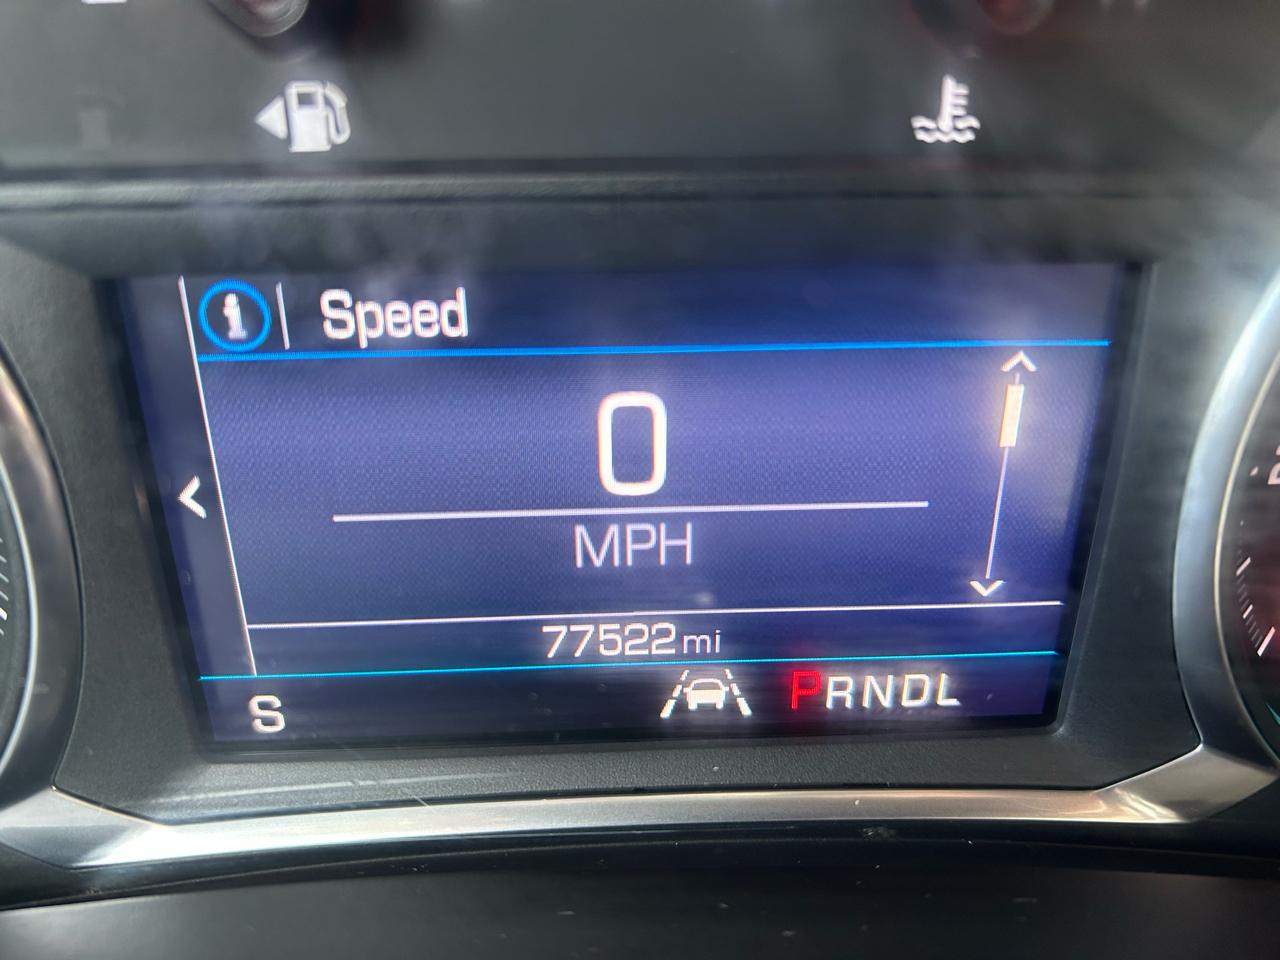 i Speed
0
MPH
77522 mi
S PRNDL